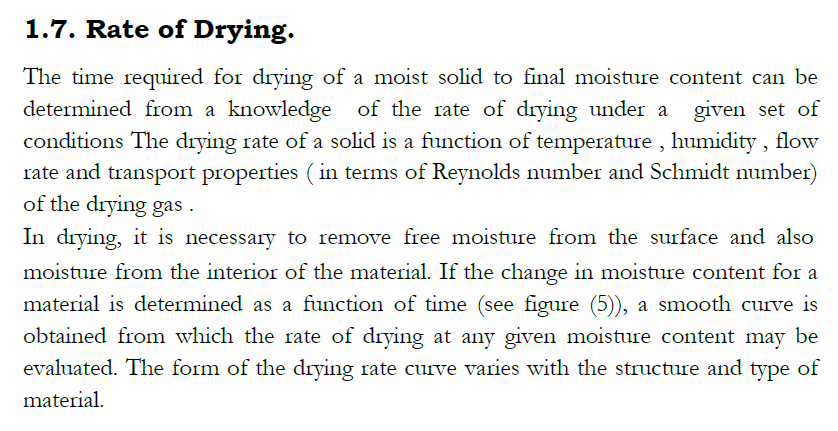 1.7. Rate of Drying.
The time required for drying of a moist solid to final moisture content can be
determined from a knowledge of the rate of drying under a given set of
conditions The drying rate of a solid is a function of temperature , humidity , flow
rate and transport properties ( in terms of Reynolds number and Schmidt number)
of the drying gas .
In drying, it is necessary to remove free moisture from the surface and also
moisture from the interior of the material. If the change in moisture content for a
material is determined as a function of time (see figure (5)), a smooth curve is
obtained from which the rate of drying at any given moisture content may be
evaluated. The form of the drying rate curve varies with the structure and type of
material.